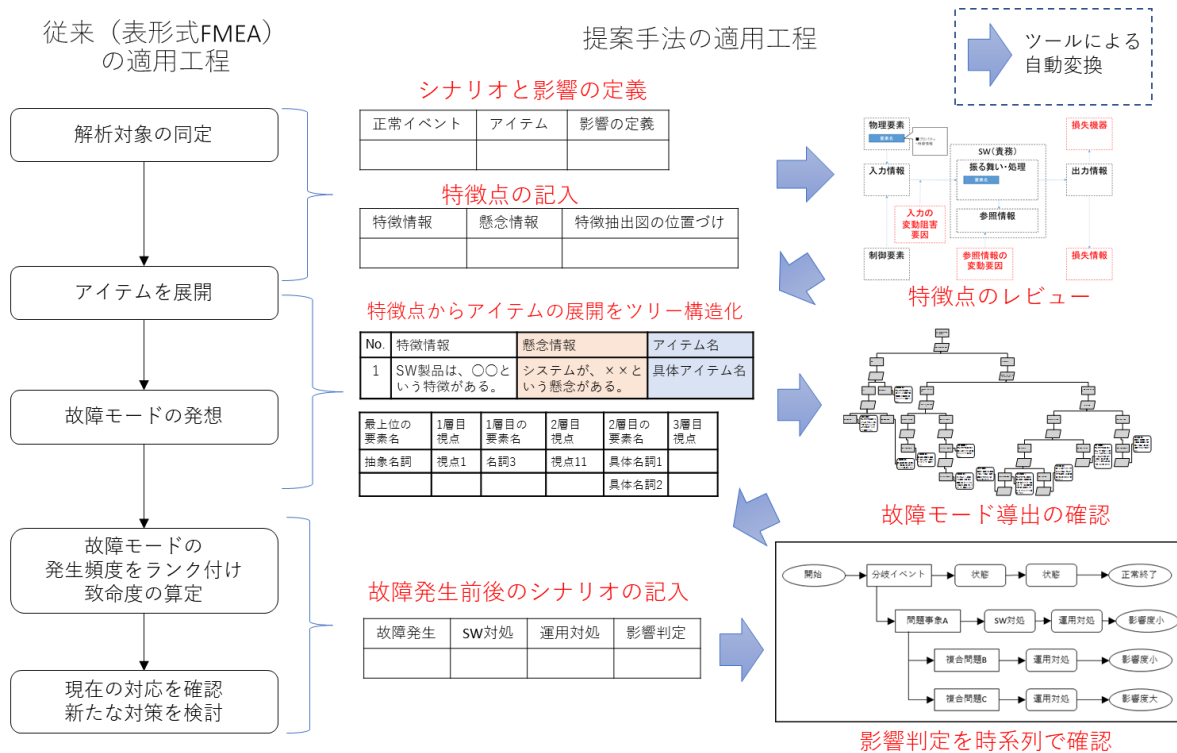 従来（表形式FMEA）
の適用工程
提案手法の適用工程
ツールによる
自動変換
解析対象の同定
アイテムを展開
故障モードの発想
故障モードの
発生頻度をランク付け
致命度の算定
現在の対応を確認
新たな対策を検討
シナリオと影響の定義
正常イベント
アイテム
影響の定義
特徴点の記入
特徴情報
懸念情報
特徴抽出図の位置づけ
物理要素
入力情報
制御要素
入力の
変動阻害
要因
SW（責務）
振る舞い・処理
参照情報
参照情報の
変動要因
損失機器
出力情報
損失情報
特徴点のレビュー
特徴点からアイテムの展開をツリー構造化
No.
特徴情報
懸念情報
アイテム名
1
SW製品は、〇〇と
いう特徴がある。
システムが、××と
いう懸念がある。
具体アイテム名
最上位の
要素名
1層目
視点
1層目の
要素名
2層目
視点
2層目の
要素名
3層目
視点
抽象名詞
視点1
名詞3
視点11
具体名詞1
具体名詞2
故障モード導出の確認
故障発生前後のシナリオの記入
故障発生
SW対処
運用対処
影響判定
開始
分岐イベント
状態
状態
正常終了
問題事象A
SW対処
運用対処
影響度小
複合問題B
運用対処
影響度小
複合問題C
運用対処
影響度大
影響判定を時系列で確認